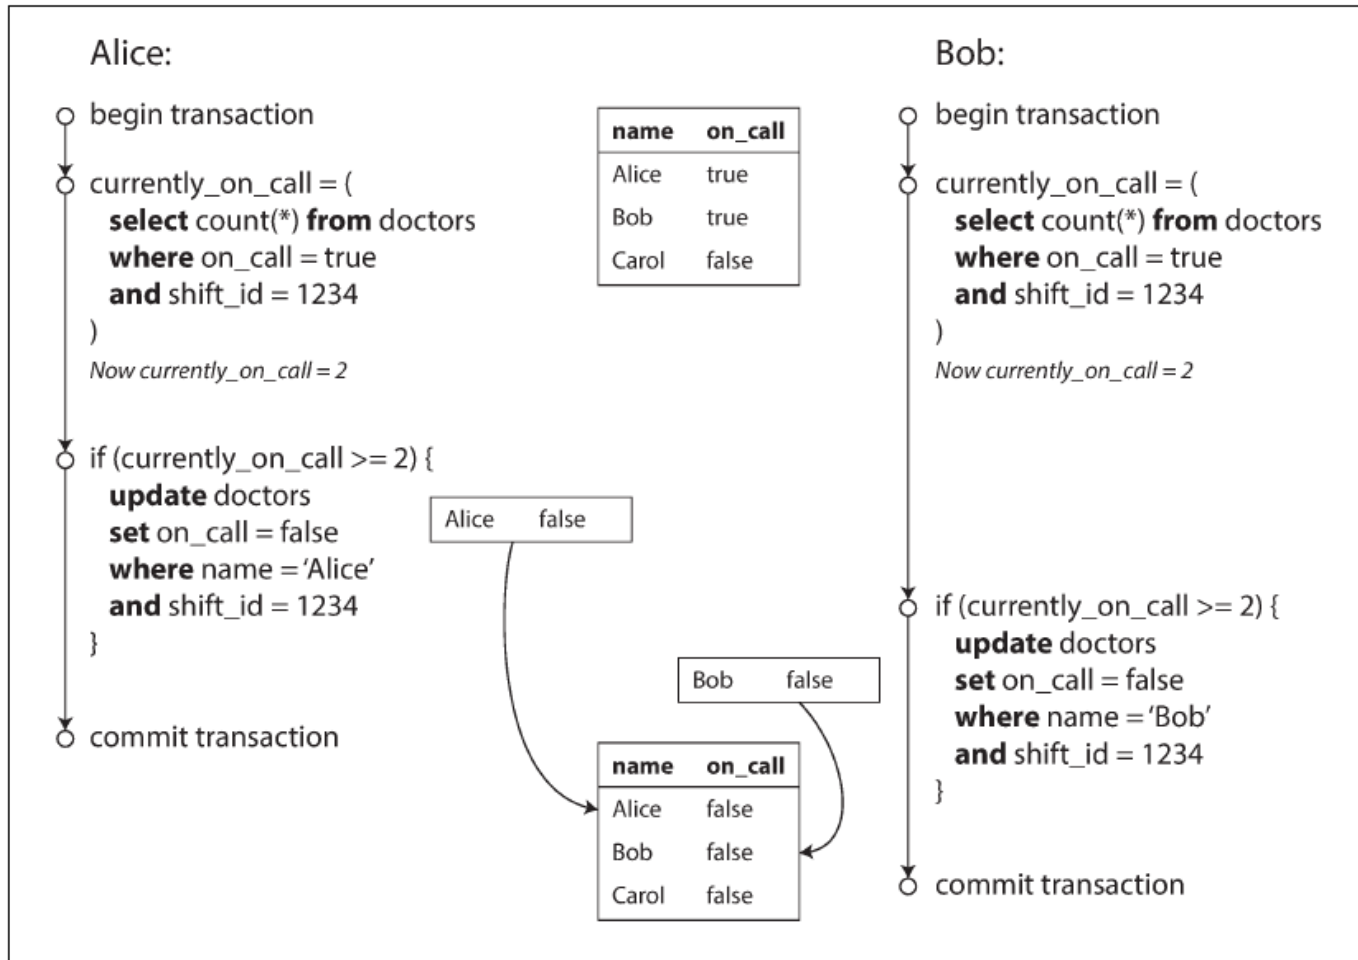 Alice:
begin transaction
currently_on_call = (
select count(*) from doctors
where on_call = true
and shift_id = 1234
)
Now currently_on_call = 2
if (currently_on_call >= 2) {
update doctors
set on_call = false
where name = ‘Alice’
and shift_id = 1234
}
commit transaction
name on_call
Alice true
Bob true
Carol false
Alice false
Bob false
name on_call
Alice false
Bob false
Carol false
Bob:
begin transaction
currently_on_call = (
select count(*) from doctors
where on_call = true
and shift_id = 1234
)
Now currently_on_call = 2
if (currently_on_call >= 2) {
update doctors
set on_call = false
where name = ‘Bob’
and shift_id = 1234
}
commit transaction